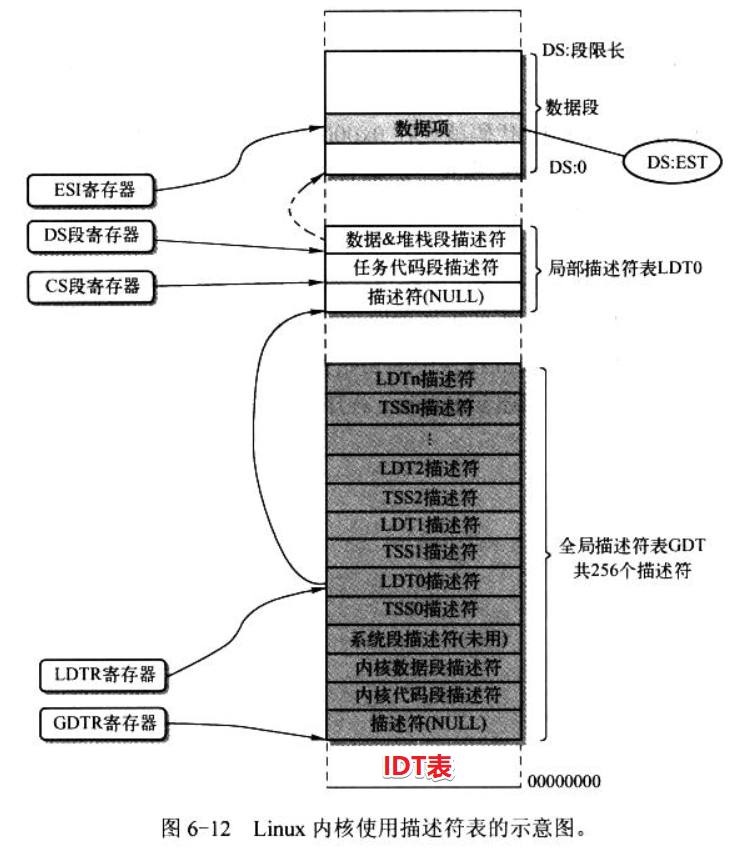 DS:段限长
数据段
数据项
DS:0
DS:EST
ESI寄存器
DS段寄存器
CS段寄存器
数据&堆栈段描述符
任务代码段描述符
描述符(NULL)
局部描述符表LDT0
LDTn描述符
TSSn描述符
⋮
LDT2描述符
TSS2描述符
LDT1描述符
TSS1描述符
LDT0描述符
TSS0描述符
系统段描述符(未用)
内核数据段描述符
内核代码段描述符
描述符(NULL)
全局描述符表GDT
共256个描述符
LDTR寄存器
GDTR寄存器
IDT表
00000000
图 6-12 Linux 内核使用描述符表的示意图。